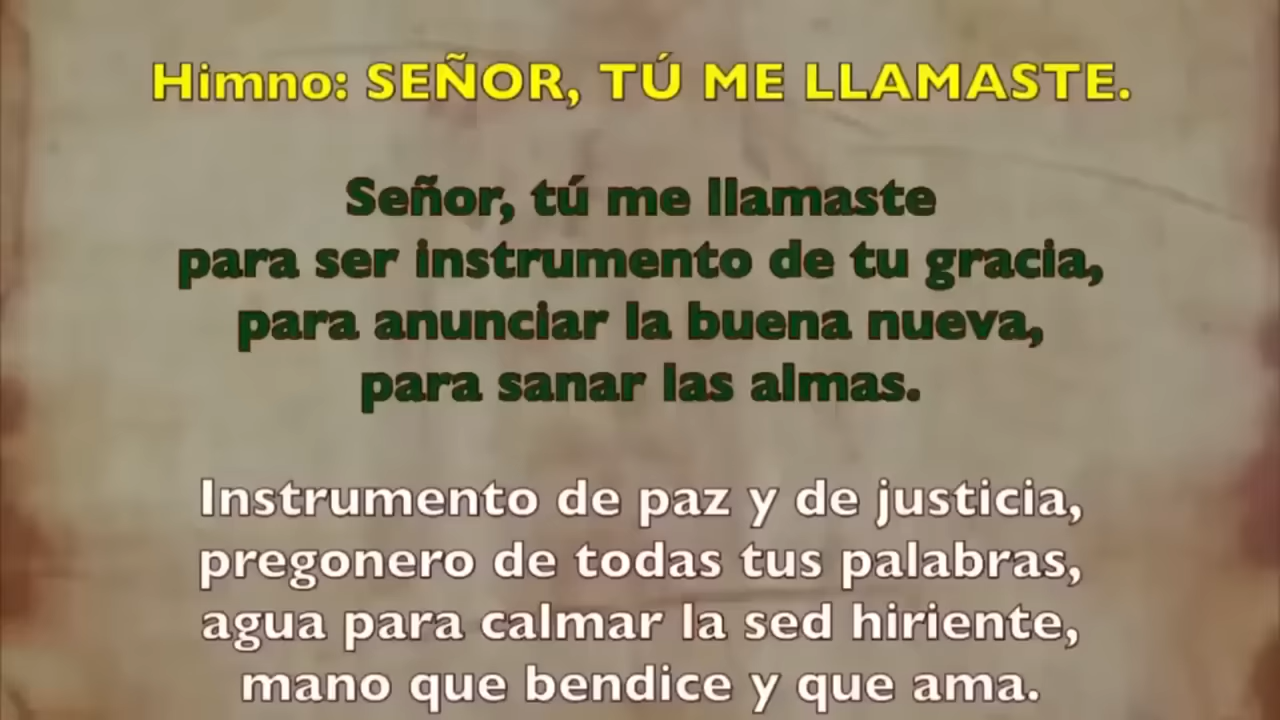 Himno: SEÑOR, TÚ ME LLAMASTE.
Señor, tú me llamaste
para ser instrumento de tu gracia,
para anunciar la buena nueva,
para sanar las almas.
Instrumento de paz y de justicia,
pregonero de todas tus palabras,
agua para calmar la sed hiriente,
mano que bendice y que ama.